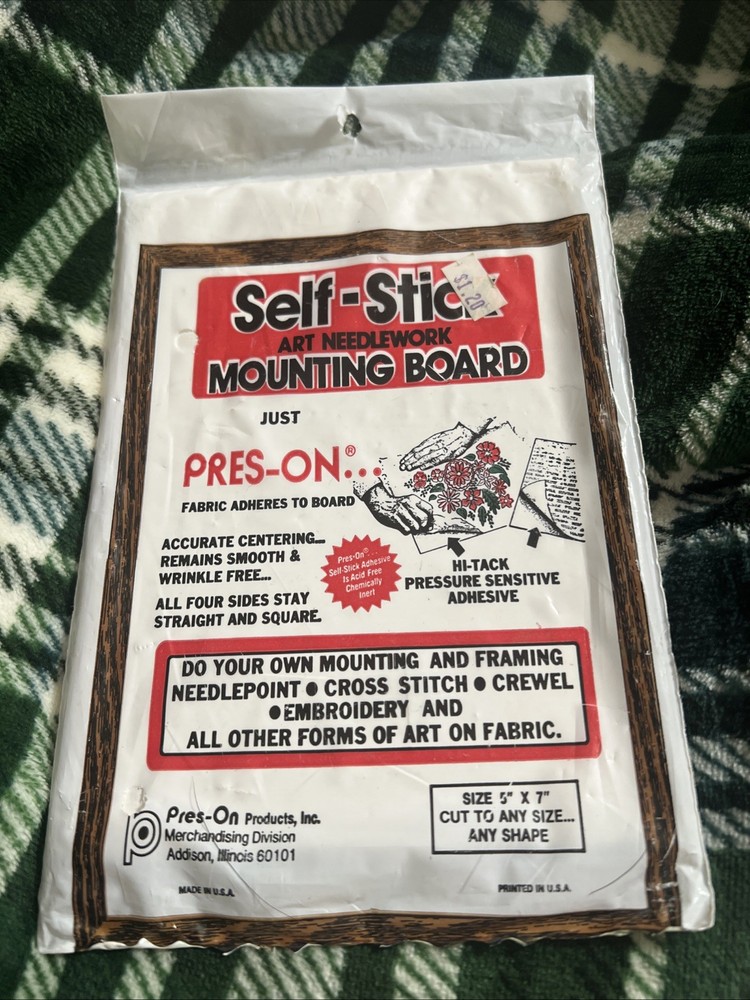 Self-Stick
$1.20
ART NEEDLEWORK
MOUNTING BOARD
JUST
PRES-ON®...
FABRIC ADHERES TO BOARD
ACCURATE CENTERING...
REMAINS SMOOTH &
WRINKLE FREE...
ALL FOUR SIDES STAY
STRAIGHT AND SQUARE.
Pres-On®...
Self-Stick Adhesive
Is Acid Free
Chemically
Inert
HI-TACK
PRESSURE SENSITIVE
ADHESIVE
DO YOUR OWN MOUNTING AND FRAMING
NEEDLEPOINT ● CROSS STITCH ● CREWEL
●EMBROIDERY AND
ALL OTHER FORMS OF ART ON FABRIC.
Pres-On Products, Inc.
Merchandising Division
Addison, Illinois 60101
SIZE 5" X 7"
CUT TO ANY SIZE...
ANY SHAPE
MADE IN U.S.A.
PRINTED IN U.S.A.